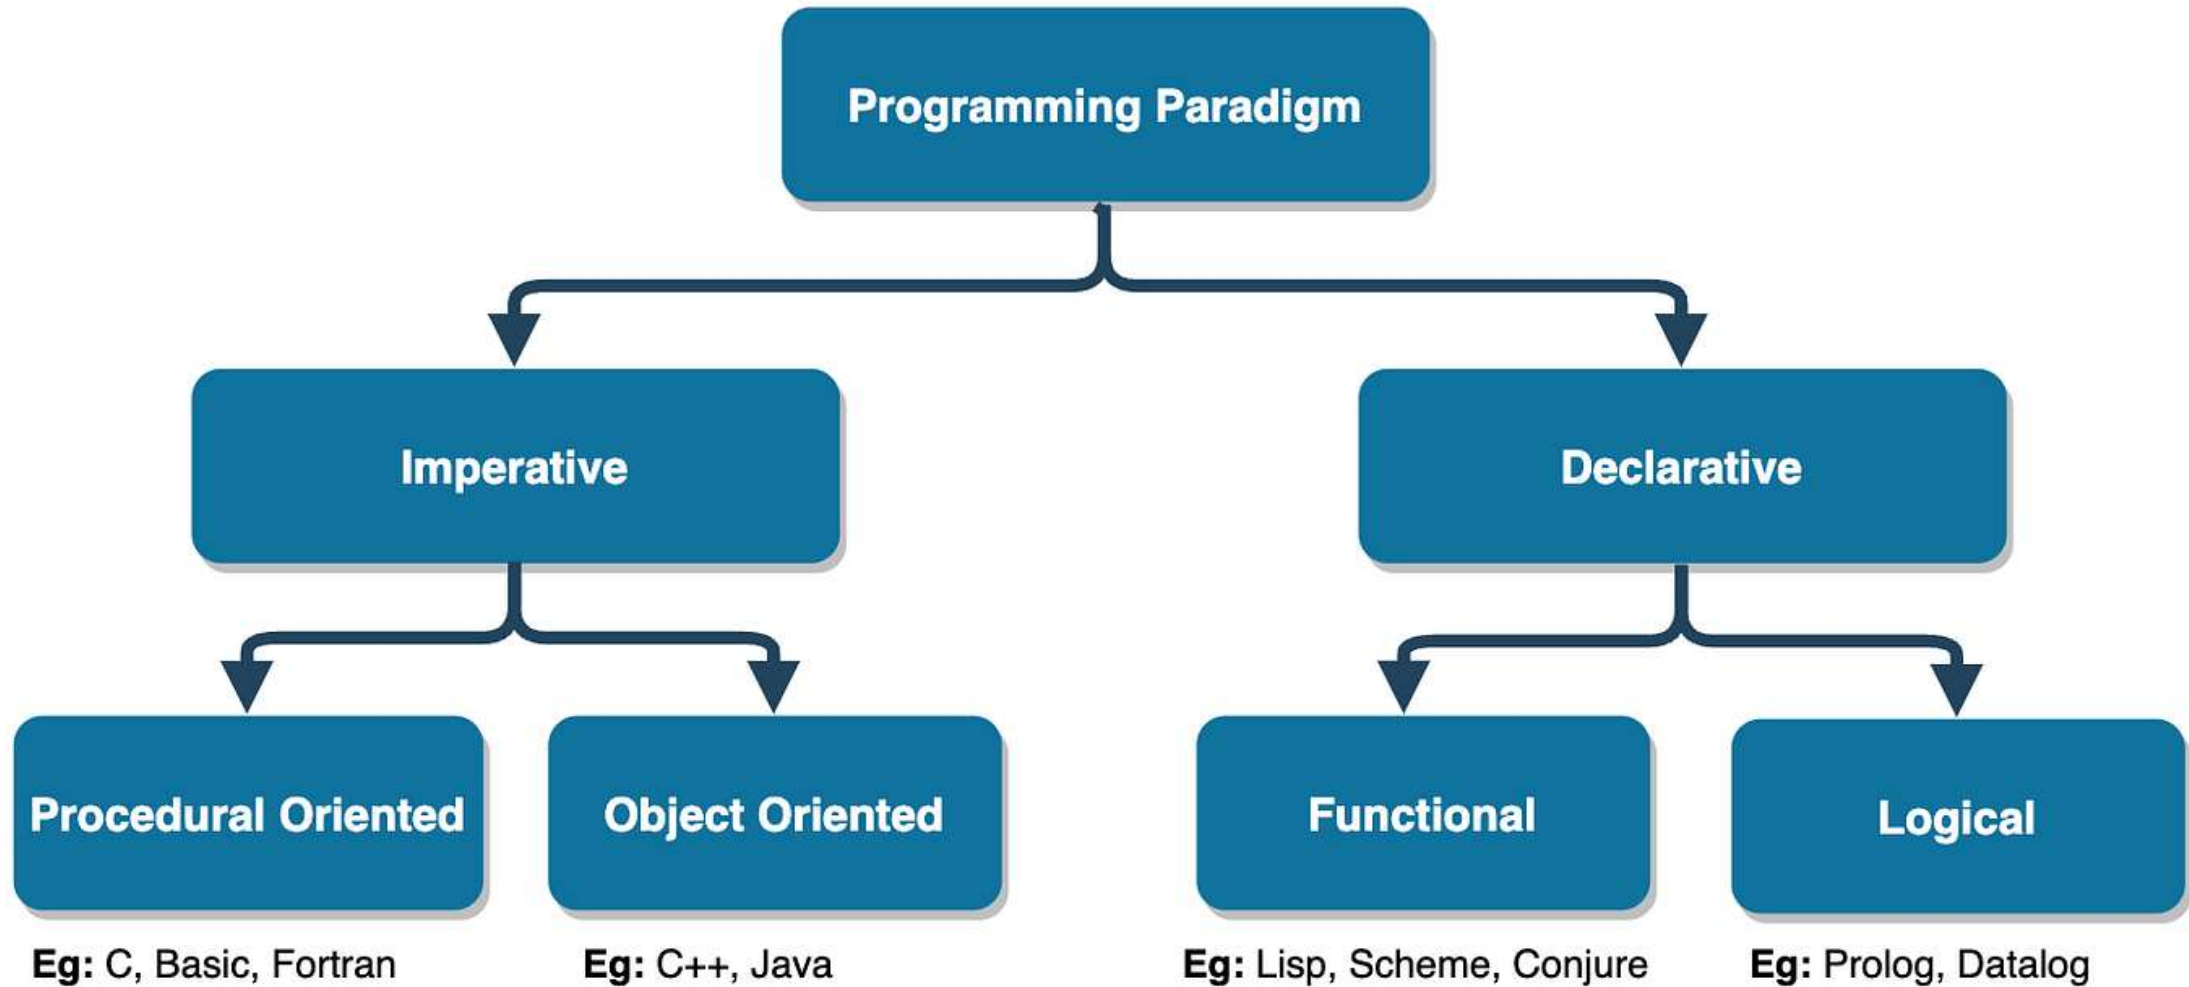 Programming Paradigm
Imperative
Declarative
Procedural Oriented
Object Oriented
Functional
Logical
Eg: C, Basic, Fortran
Eg: C++, Java
Eg: Lisp, Scheme, Conjure
Eg: Prolog, Datalog